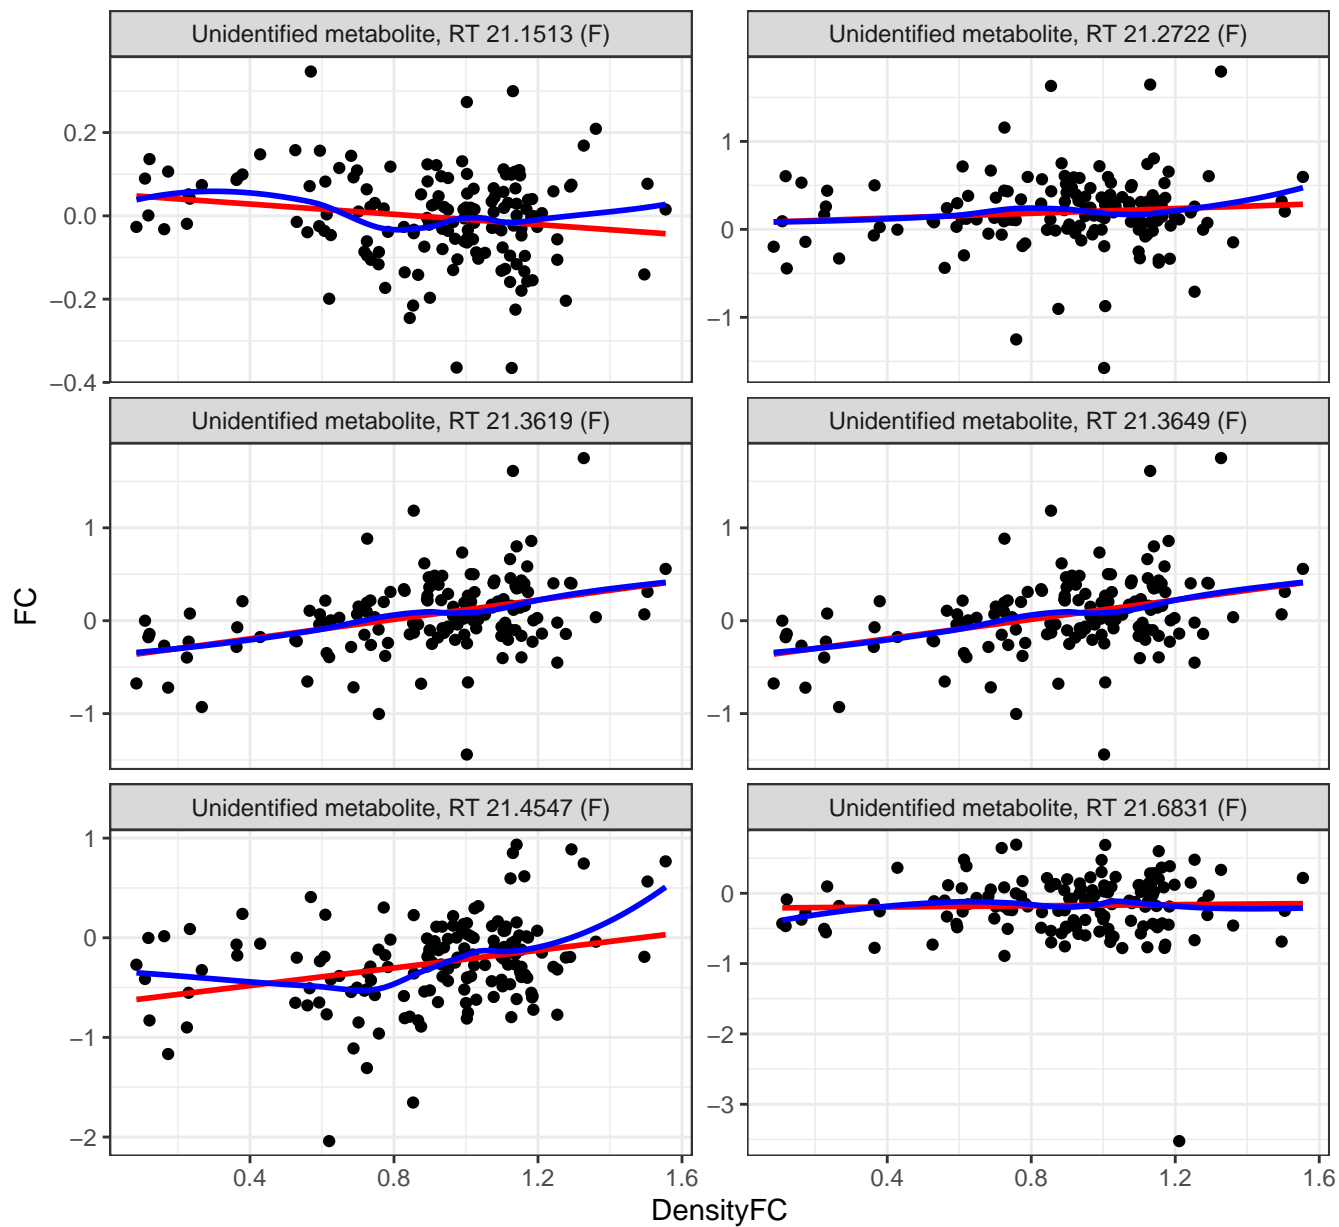 Unidentified metabolite, RT 21.1513 (F)
Unidentified metabolite, RT 21.2722 (F)
0.2
0.0
−0.2
−0.4
1
0
−1
Unidentified metabolite, RT 21.3619 (F)
Unidentified metabolite, RT 21.3649 (F)
1
0
−1
1
0
−1
FC
Unidentified metabolite, RT 21.4547 (F)
Unidentified metabolite, RT 21.6831 (F)
1
0
−1
−2
0
−1
−2
−3
0.4 0.8 1.2 1.6
0.4 0.8 1.2 1.6
DensityFC